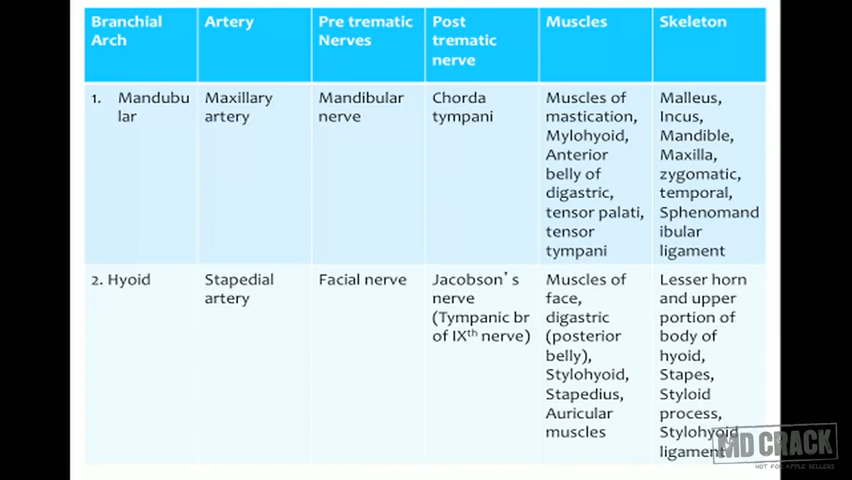 Branchial Arch
Artery
Pre trematic Nerves
Post trematic nerve
Muscles
Skeleton
1. Mandubu
lar
Maxillary
artery
Mandibular
nerve
Chorda
tympani
Muscles of
mastication,
Mylohyoid,
Anterior
belly of
digastric,
tensor palati,
tensor
tympani
Malleus,
Incus,
Mandible,
Maxilla,
zygomatic,
temporal,
Sphenomand
ibular
ligament
2. Hyoid
Stapedial
artery
Facial nerve
Jacobson's
nerve
(Tympanic br
of IXth nerve)
Muscles of
face,
digastric
(posterior
belly),
Stylohyoid,
Stapedius,
Auricular
muscles
Lesser horn
and upper
portion of
body of
hyoid,
Stapes,
Styloid
process,
Stylohyoid
ligament
MD CRACK
NOT FOR APPLE SELLERS